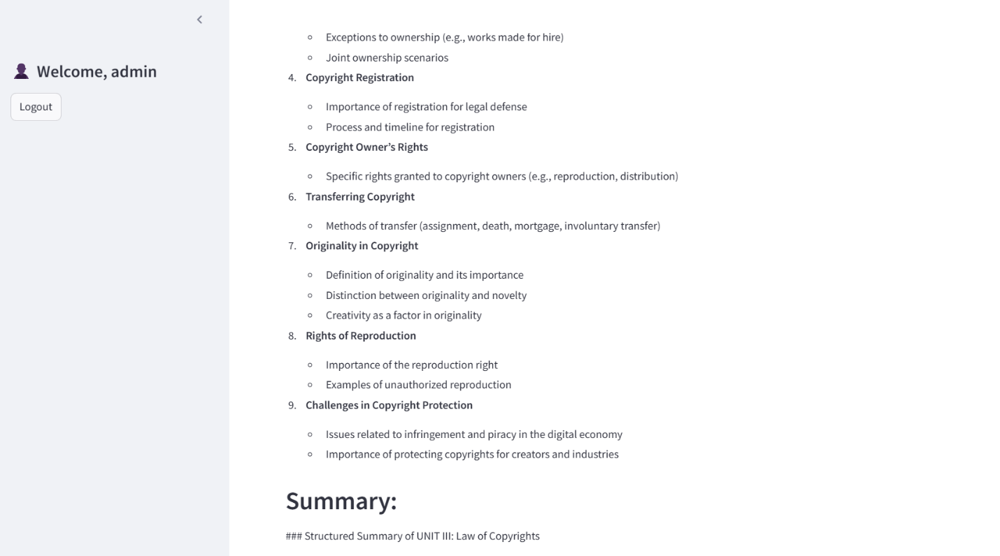 Welcome, admin
Logout
Exceptions to ownership (e.g., works made for hire)
Joint ownership scenarios
4. Copyright Registration
Importance of registration for legal defense
Process and timeline for registration
5. Copyright Owner’s Rights
Specific rights granted to copyright owners (e.g., reproduction, distribution)
6. Transferring Copyright
Methods of transfer (assignment, death, mortgage, involuntary transfer)
7. Originality in Copyright
Definition of originality and its importance
Distinction between originality and novelty
Creativity as a factor in originality
8. Rights of Reproduction
Importance of the reproduction right
Examples of unauthorized reproduction
9. Challenges in Copyright Protection
Issues related to infringement and piracy in the digital economy
Importance of protecting copyrights for creators and industries
Summary:
### Structured Summary of UNIT III: Law of Copyrights